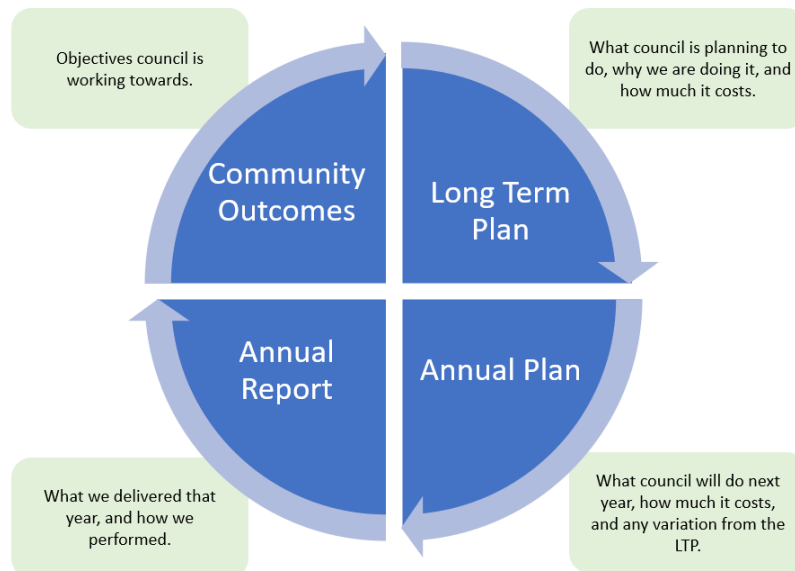 Objectives council is
working towards.
What council is planning to
do, why we are doing it, and
how much it costs.
Community
Outcomes
Long Term
Plan
Annual
Report
Annual Plan
What we delivered that
year, and how we
performed.
What council will do next
year, how much it costs,
and any variation from the
LTP.